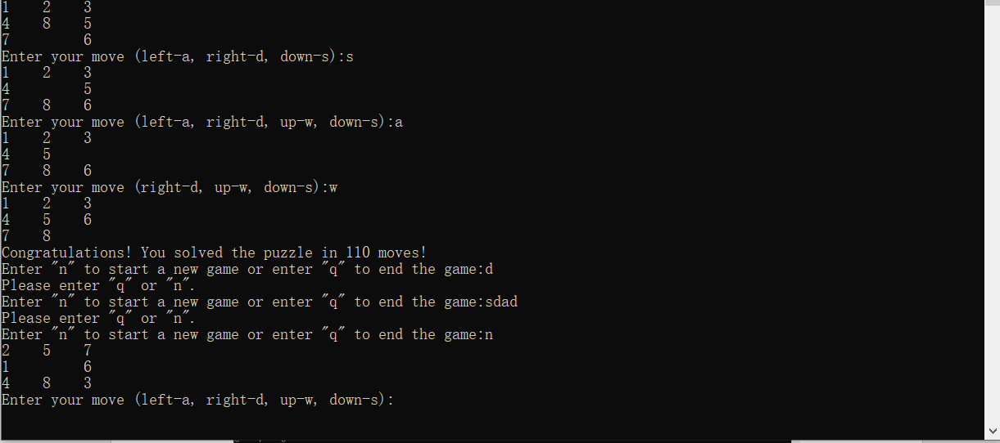 1    2    3
4    8    5
7         6
Enter your move (left-a, right-d, down-s):s
1    2    3
4         5
7    8    6
Enter your move (left-a, right-d, up-w, down-s):a
1    2    3
4    5
7    8    6
Enter your move (right-d, up-w, down-s):w
1    2    3
4    5    6
7    8
Congratulations! You solved the puzzle in 110 moves!
Enter "n" to start a new game or enter "q" to end the game:d
Please enter "q" or "n".
Enter "n" to start a new game or enter "q" to end the game:sdad
Please enter "q" or "n".
Enter "n" to start a new game or enter "q" to end the game:n
2    5    7
1         6
4    8    3
Enter your move (left-a, right-d, up-w, down-s):